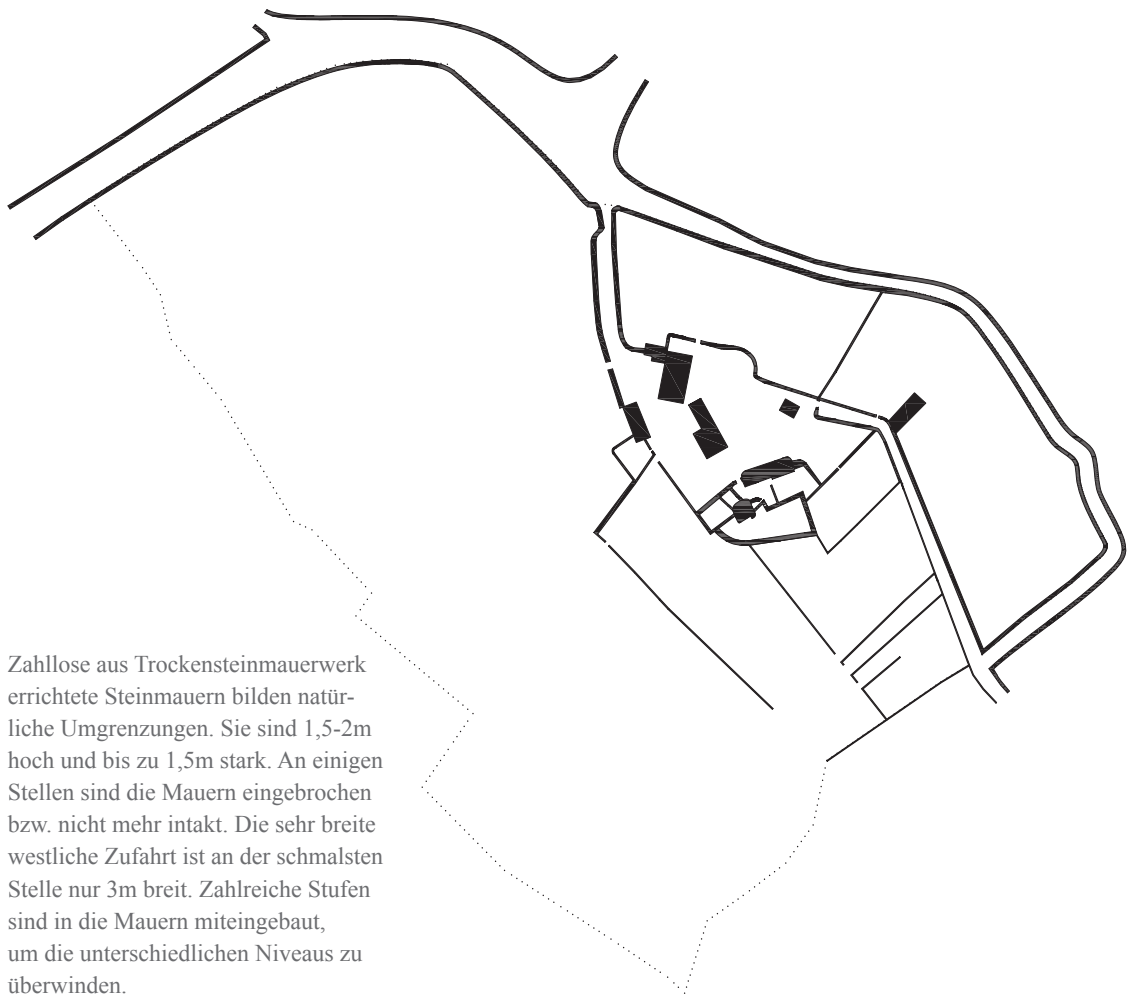 Zahllose aus Trockensteinmauerwerk
errichtete Steinmauern bilden natür-
liche Umgrenzungen. Sie sind 1,5-2m
hoch und bis zu 1,5m stark. An einigen
Stellen sind die Mauern eingebrochen
bzw. nicht mehr intakt. Die sehr breite
westliche Zufahrt ist an der schmalsten
Stelle nur 3m breit. Zahlreiche Stufen
sind in die Mauern miteingebaut,
um die unterschiedlichen Niveaus zu
überwinden.